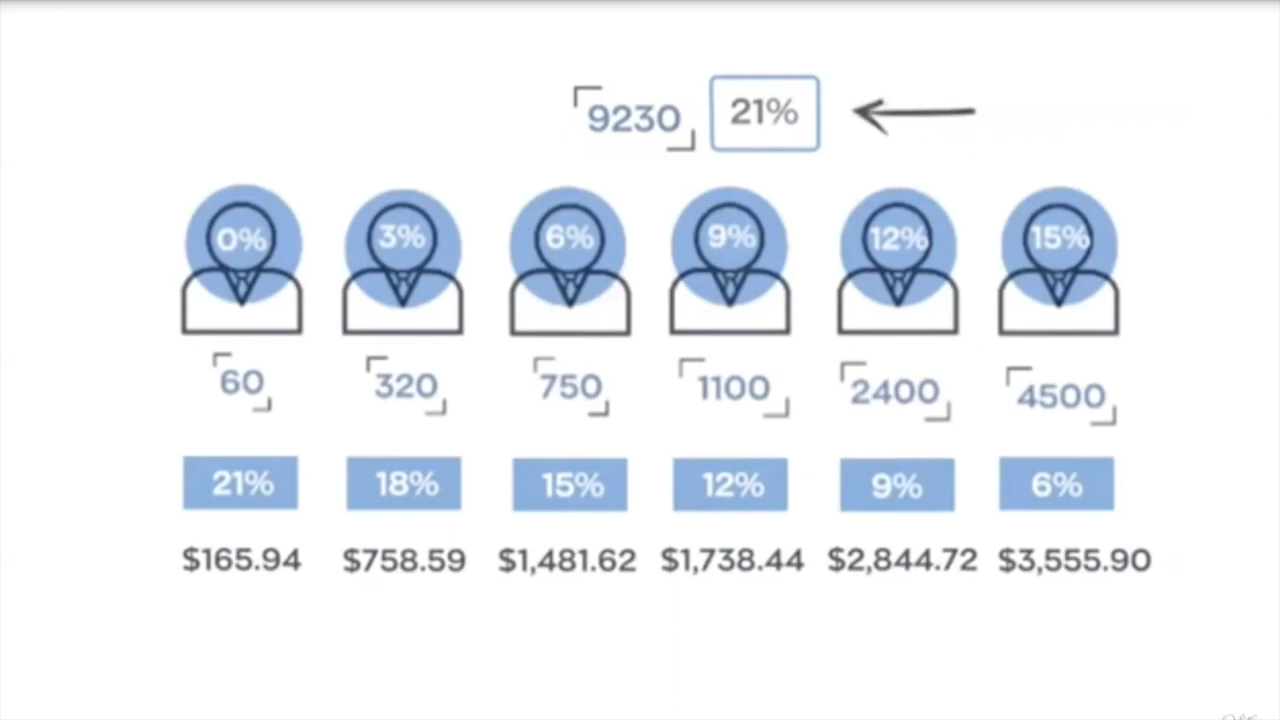 9230 21%
0% 3% 6% 9% 12% 15%
60 320 750 1100 2400 4500
21% 18% 15% 12% 9% 6%
$165.94 $758.59 $1,481.62 $1,738.44 $2,844.72 $3,555.90